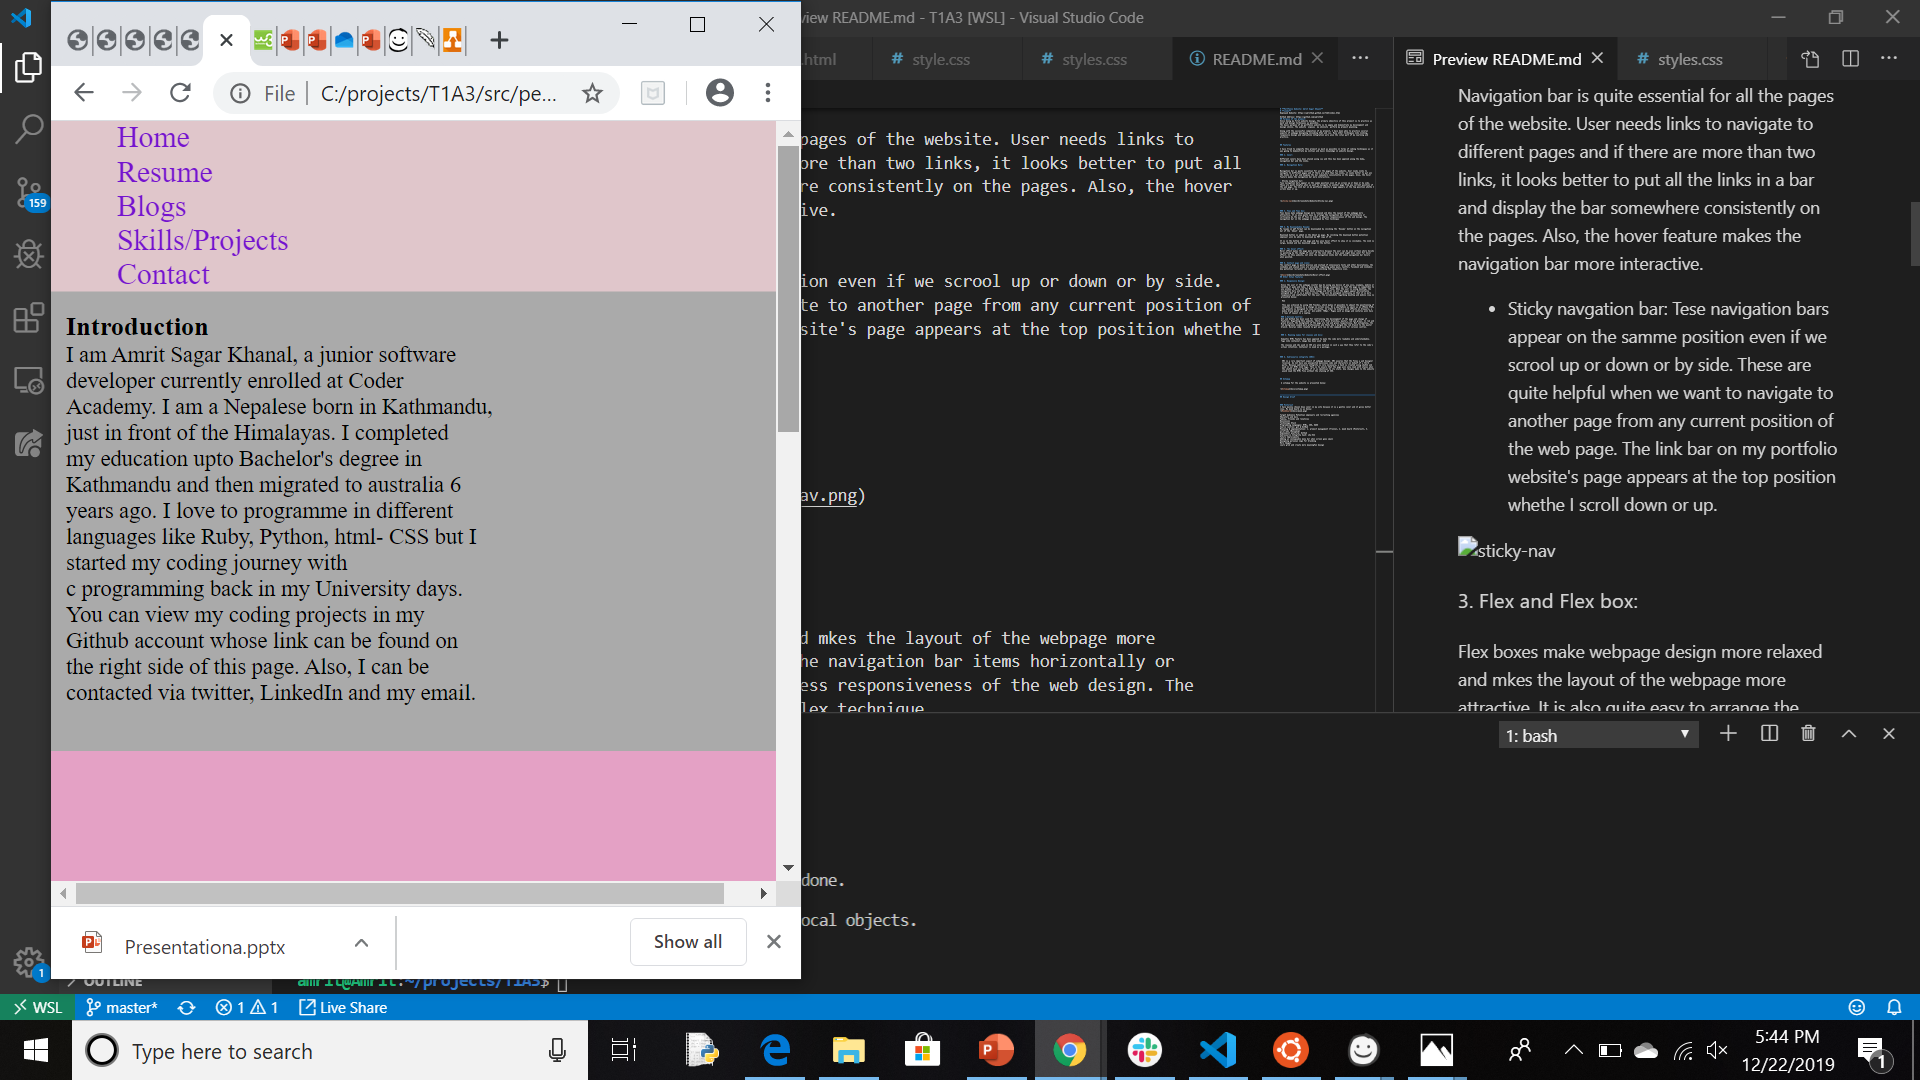 view README.md - T1A3 [WSL] - Visual Studio Code
File
C:/projects/T1A3/src/pe...
Home
Resume
Blogs
Skills/Projects
Contact
Introduction
I am Amrit Sagar Khanal, a junior software
developer currently enrolled at Coder
Academy. I am a Nepalese born in Kathmandu,
just in front of the Himalayas. I completed
my education upto Bachelor's degree in
Kathmandu and then migrated to australia 6
years ago. I love to programme in different
languages like Ruby, Python, html- CSS but I
started my coding journey with
c programming back in my University days.
You can view my coding projects in my
Github account whose link can be found on
the right side of this page. Also, I can be
contacted via twitter, LinkedIn and my email.
Presentationa.pptx
Show all
html
# style.css
# styles.css
README.md
pages of the website. User needs links to
ore than two links, it looks better to put all
re consistently on the pages. Also, the hover
ive.
ion even if we scrool up or down or by side.
te to another page from any current position of
site's page appears at the top position whethe I
av.png)
d mkes the layout of the webpage more
he navigation bar items horizontally or
ess responsiveness of the web design. The
lex technique
Preview README.md
# styles.css
Navigation bar is quite essential for all the pages
of the website. User needs links to navigate to
different pages and if there are more than two
links, it looks better to put all the links in a bar
and display the bar somewhere consistently on
the pages. Also, the hover feature makes the
navigation bar more interactive.
• Sticky navgation bar: Tese navigation bars
appear on the samme position even if we
scrool up or down or by side. These are
quite helpful when we want to navigate to
another page from any current position of
the web page. The link bar on my portfolio
website's page appears at the top position
whethe I scroll down or up.
sticky-nav
3. Flex and Flex box:
Flex boxes make webpage design more relaxed
and mkes the layout of the webpage more
attractive. It is also quite easy to arrange the
1: bash
done.
ocal objects.
OUTLINE
amrit@Amrit:~/projects/T1A3$
159
1
WSL
master*
1
1
Live Share
Type here to search
5:44 PM
12/22/2019
1